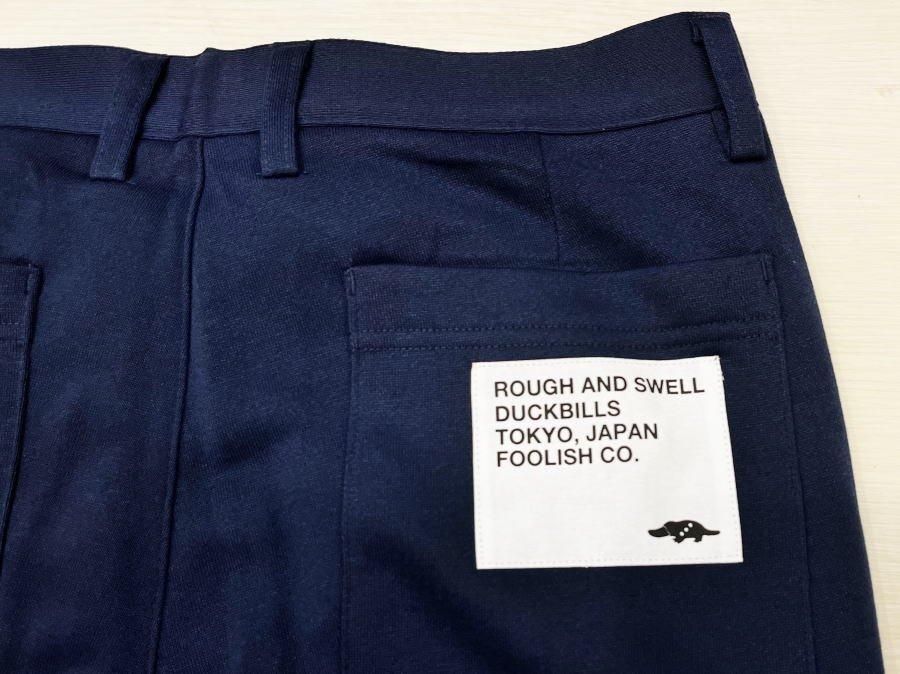 ROUGH AND SWELL
DUCKBILLS
TOKYO, JAPAN
FOOLISH CO.